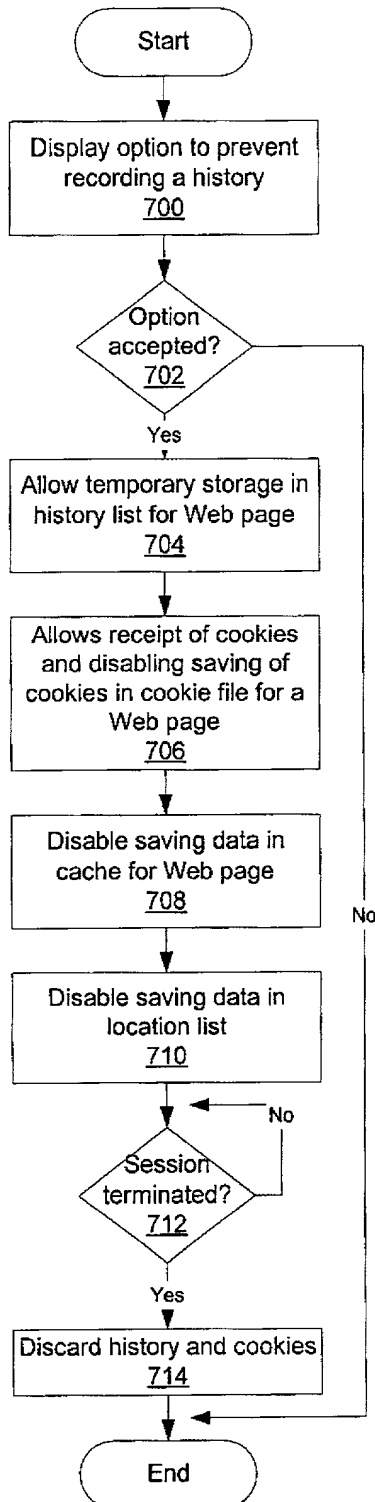 Start
Display option to prevent
recording a history
700
Option
accepted?
702
Yes
Allow temporary storage in
history list for Web page
704
Allows receipt of cookies
and disabling saving of
cookies in cookie file for a
Web page
706
Disable saving data in
cache for Web page
708
No
Disable saving data in
location list
710
No
Session
terminated?
712
Yes
Discard history and cookies
714
End